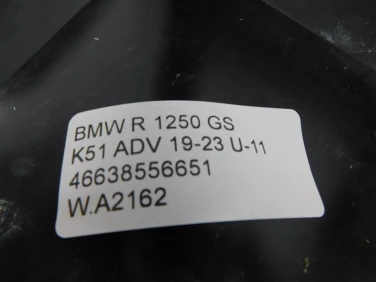 BMW R 1250 GS
K51 ADV 19-23 U-11
46638556651
W.A2162